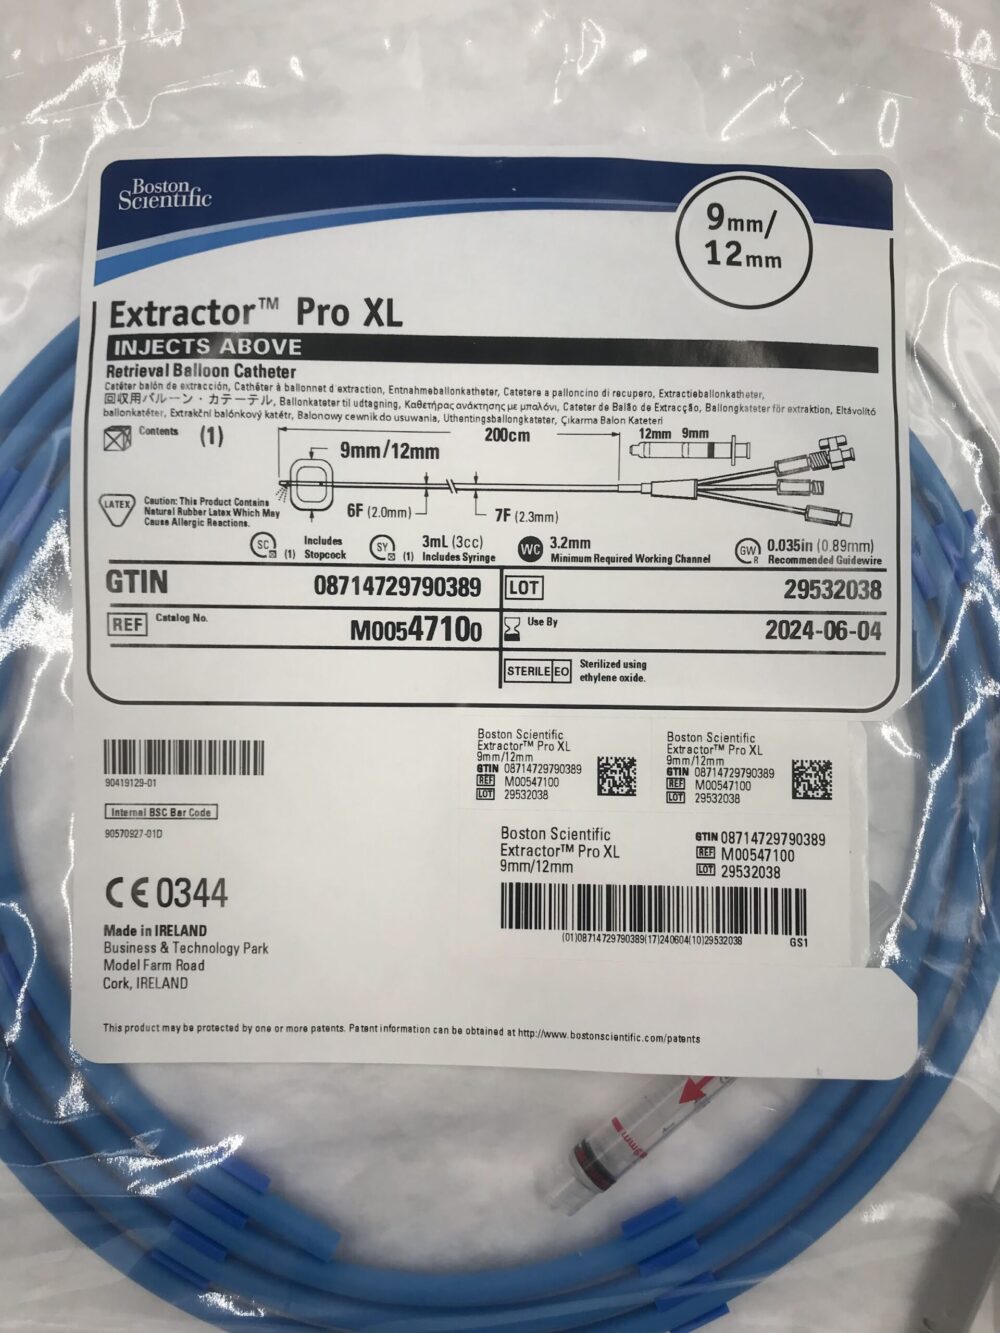 Boston
Scientific
9mm/
12mm
Extractor™ Pro XL
INJECTS ABOVE
Retrieval Balloon Catheter
Catéter balón de extracción, Cathéter à ballonnet d'extraction, Entnahmeballonkatheter, Catetere a palloncino di recupero, Extractieballonkatheter,
回収用バルーン・カテーテル, Ballonkateter til udtagning, Καθετήρας ανάκτησης με μπαλόνι, Cateter de Balão de Extracção, Ballongkateter för extraktion, Eltávolító
ballonkatéter, Extrakční balónkový katétr, Balonowy cewnik do usuwania, Uthentingsballongkateter, Çıkarma Balon Kateteri
Contents (1)
200cm
12mm 9mm
9mm/12mm
6F (2.0mm)
7F (2.3mm)
LATEX
Caution: This Product Contains
Natural Rubber Latex Which May
Cause Allergic Reactions.
SC (1) Includes
Stopcock
SY (1) 3mL (3cc)
Includes Syringe
WC 3.2mm
Minimum Required Working Channel
GW R 0.035in (0.89mm)
Recommended Guidewire
GTIN 08714729790389
LOT 29532038
REF Catalog No. M00547100
Use By 2024-06-04
STERILE EO Sterilized using
ethylene oxide.
90419129-01
Internal BSC Bar Code
90570927-01D
CE 0344
Made in IRELAND
Business & Technology Park
Model Farm Road
Cork, IRELAND
Boston Scientific
Extractor™ Pro XL
9mm/12mm
GTIN 08714729790389
REF M00547100
LOT 29532038
Boston Scientific
Extractor™ Pro XL
9mm/12mm
GTIN 08714729790389
REF M00547100
LOT 29532038
Boston Scientific
Extractor™ Pro XL
9mm/12mm
GTIN 08714729790389
REF M00547100
LOT 29532038
(01)08714729790389(17)240604(10)29532038
GS1
This product may be protected by one or more patents. Patent information can be obtained at http://www.bostonscientific.com/patents
9mm